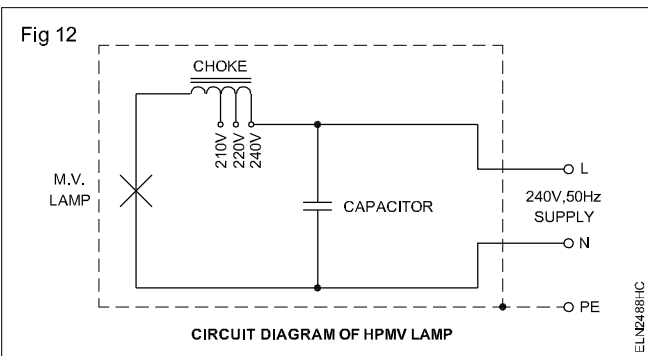 Fig 12
CHOKE
210V
220V
240V
M.V.
LAMP
CAPACITOR
L
240V,50Hz
SUPPLY
N
PE
CIRCUIT DIAGRAM OF HPMV LAMP
ELN2488HC